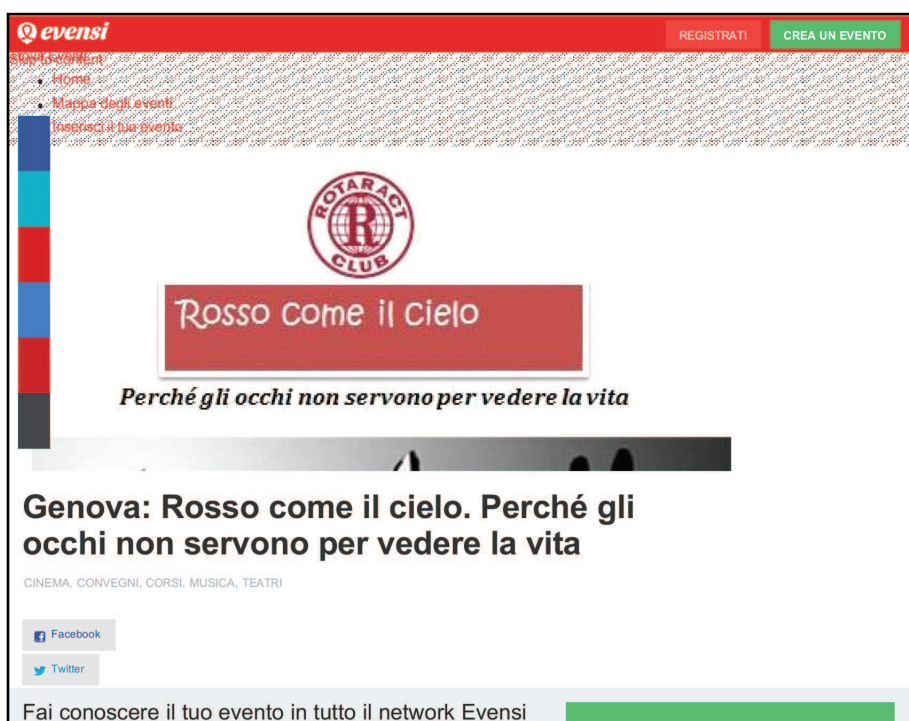 evensi
REGISTRATI
CREA UN EVENTO
Skip to content
Home
Mappa degli eventi
Inserisci il tuo evento
ROTARACT
R
CLUB
Rosso come il cielo
Perché gli occhi non servono per vedere la vita
Genova: Rosso come il cielo. Perché gli
occhi non servono per vedere la vita
CINEMA, CONVEGNI, CORSI, MUSICA, TEATRI
Facebook
Twitter
Fai conoscere il tuo evento in tutto il network Evensi